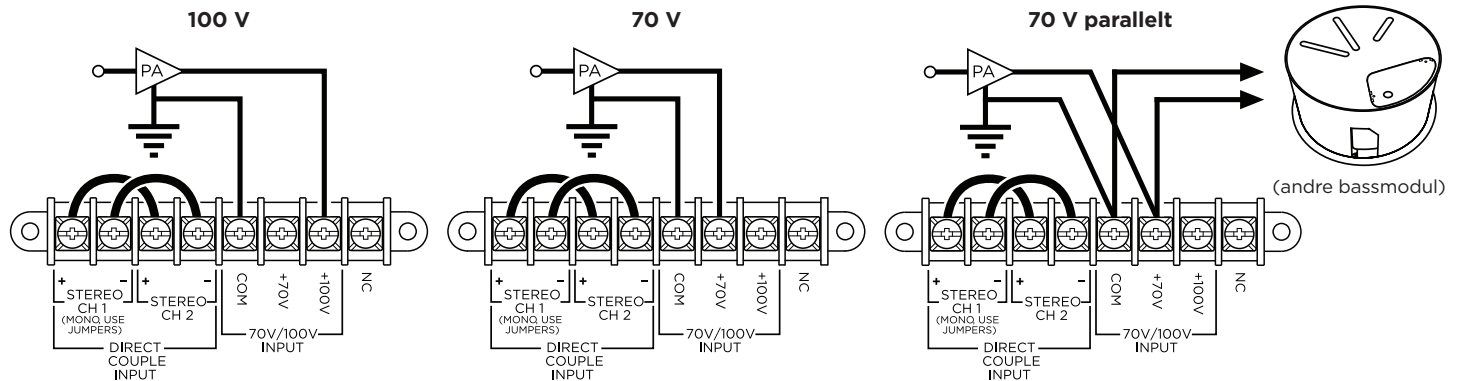 100 V
PA
+ − + −
STEREO
CH 1
(MONO, USE
JUMPERS)
STEREO
CH 2
COM
+70V
+100V
NC
DIRECT
COUPLE
INPUT
70V/100V
INPUT
70 V
PA
+ − + −
STEREO
CH 1
(MONO, USE
JUMPERS)
STEREO
CH 2
COM
+70V
+100V
NC
DIRECT
COUPLE
INPUT
70V/100V
INPUT
70 V parallelt
PA
(andre bassmodul)
+ − + −
STEREO
CH 1
(MONO, USE
JUMPERS)
STEREO
CH 2
COM
+70V
+100V
NC
DIRECT
COUPLE
INPUT
70V/100V
INPUT